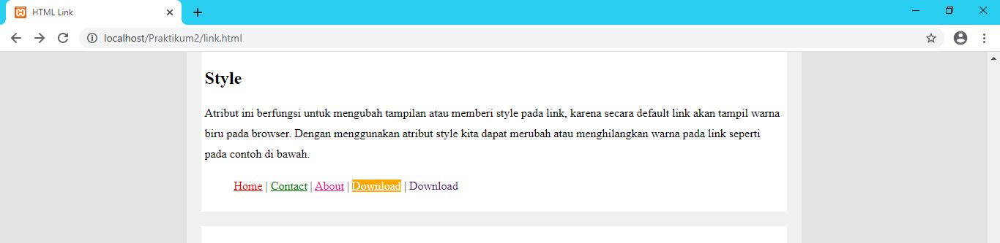 HTML Link
localhost/Praktikum2/link.html
Style
Atribut ini berfungsi untuk mengubah tampilan atau memberi style pada link, karena secara default link akan tampil warna
biru pada browser. Dengan menggunakan atribut style kita dapat merubah atau menghilangkan warna pada link seperti
pada contoh di bawah.
Home | Contact | About | Download | Download